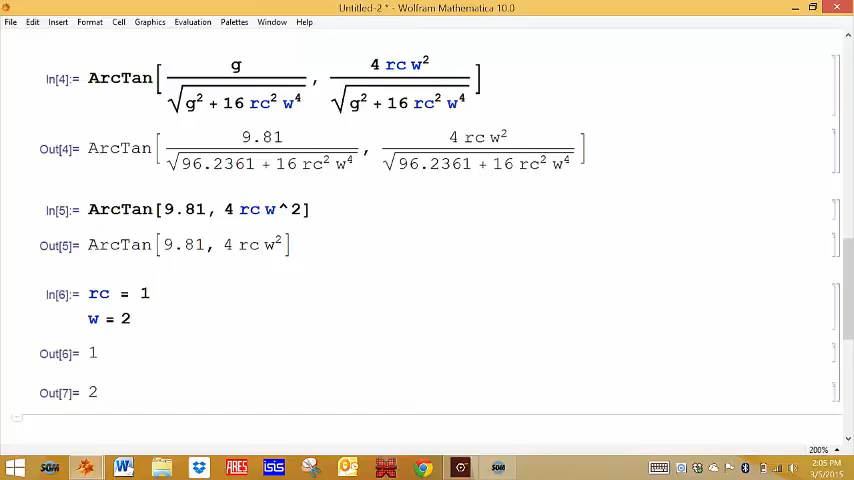 Untitled-2 * - Wolfram Mathematica 10.0
File Edit Insert Format Cell Graphics Evaluation Palettes Window Help
In[4]:= ArcTan[g/√(g² + 16 rc² w⁴), 4 rc w²/√(g² + 16 rc² w⁴)]
Out[4]= ArcTan[9.81/√(96.2361 + 16 rc² w⁴), 4 rc w²/√(96.2361 + 16 rc² w⁴)]
In[5]:= ArcTan[9.81, 4 rc w^2]
Out[5]= ArcTan[9.81, 4 rc w²]
In[6]:= rc = 1
w = 2
Out[6]= 1
Out[7]= 2
200%
SOM W ARES isis SOM 2:05 PM
3/5/2015